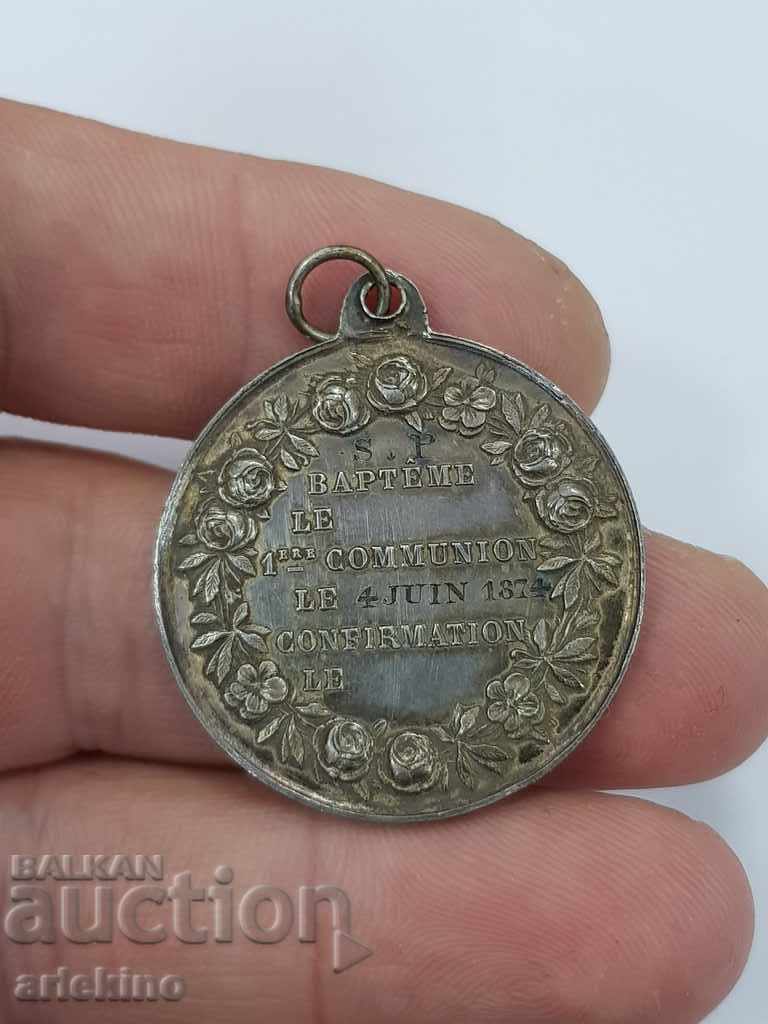 S. P
BAPTÊME
LE
1ERE COMMUNION
LE 4 JUIN 1874
CONFIRMATION
LE
BALKAN
auction
arlekino